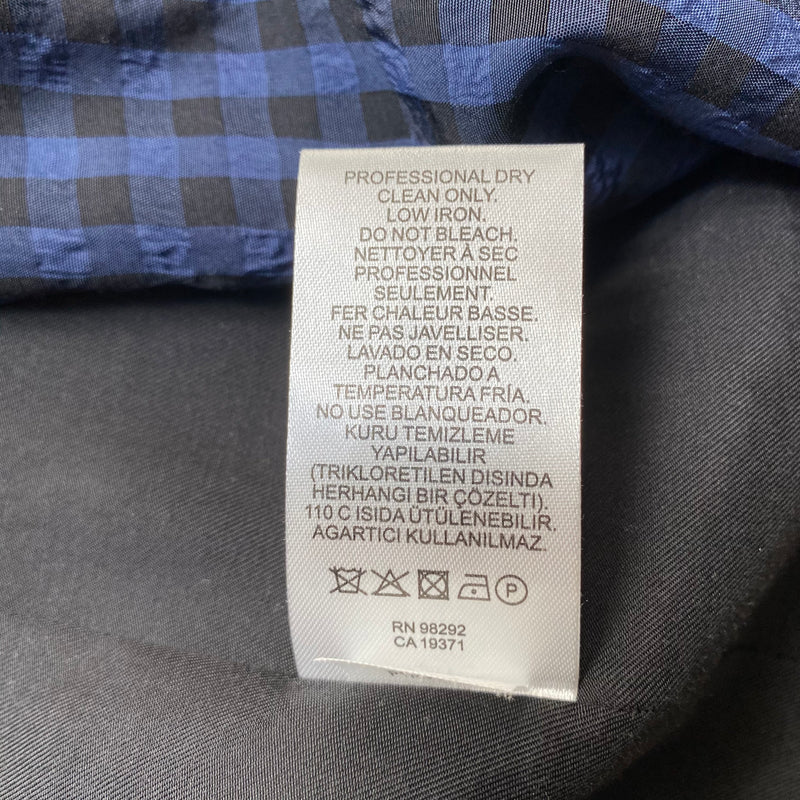 PROFESSIONAL DRY
CLEAN ONLY.
LOW IRON.
DO NOT BLEACH.
NETTOYER À SEC
PROFESSIONNEL
SEULEMENT.
FER CHALEUR BASSE.
NE PAS JAVELLISER.
LAVADO EN SECO.
PLANCHADO A
TEMPERATURA FRÍA.
NO USE BLANQUEADOR.
KURU TEMIZLEME
YAPILABILIR
(TRIKLORETILEN DISINDA
HERHANGI BIR ÇÖZELTI).
110 C ISIDA ÜTÜLENEBILIR.
AGARTICI KULLANILMAZ.
P
RN 98292
CA 19371